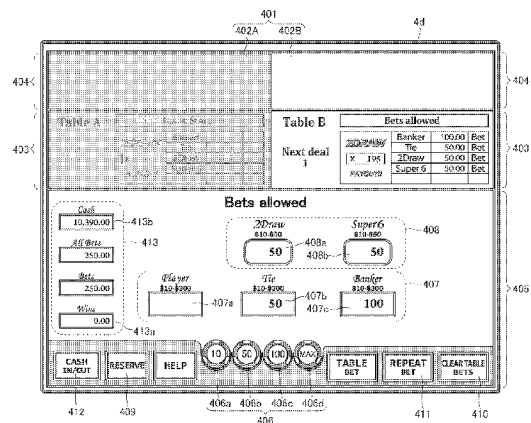 401
402A 402B 4d
404 404
Table A
Table B
Bets allowed
403 403
Next deal
1
2DRAW
X 195
PAYOUT
Banker 100.00 Bet
Tie 50.00 Bet
2Draw 50.00 Bet
Super 6 50.00 Bet
Bets allowed
Cash
10,390.00 413b
413
All Bets
250.00
Bets
250.00
Wins
0.00
413a
2Draw Super6
$10-$50 $10-$50
50 408a 408b 50
408
Player Tie Banker
$10-$300 $10-$300 $10-$300
407a 50 407b 407c 100
407
405
CASH IN/OUT
RESERVE
HELP
10 50 100 MAX
TABLE BET
REPEAT BET
CLEAR TABLE BETS
412 409 406a 406b 406c 406d 411 410
406